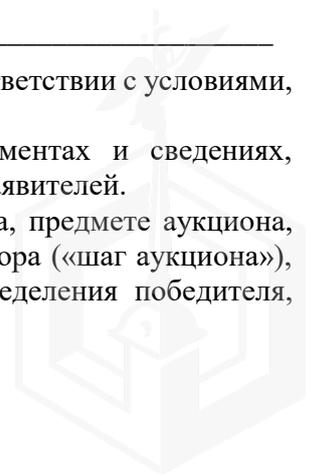 ветствии с условиями,
ментах и сведениях,
явителей.
а, предмете аукциона,
ора («шаг аукциона»),
еделения победителя,